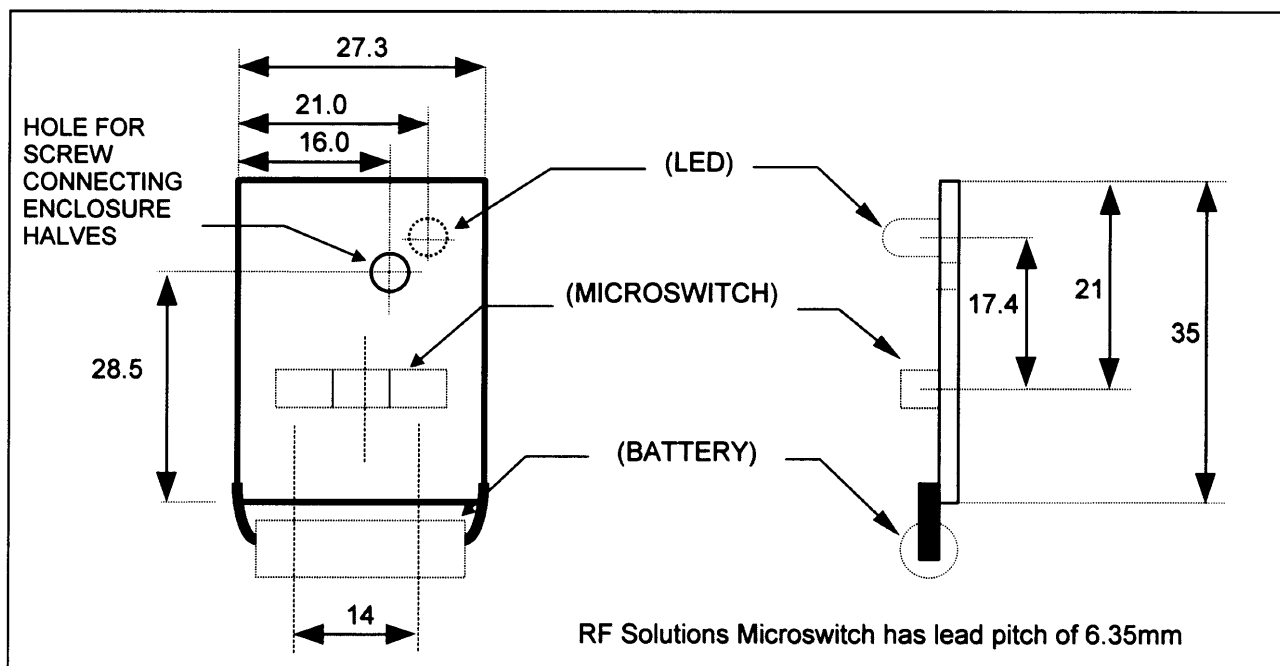 27.3
21.0
16.0
HOLE FOR
SCREW
CONNECTING
ENCLOSURE
HALVES
(LED)
(MICROSWITCH)
28.5
17.4
21
35
(BATTERY)
14
RF Solutions Microswitch has lead pitch of 6.35mm